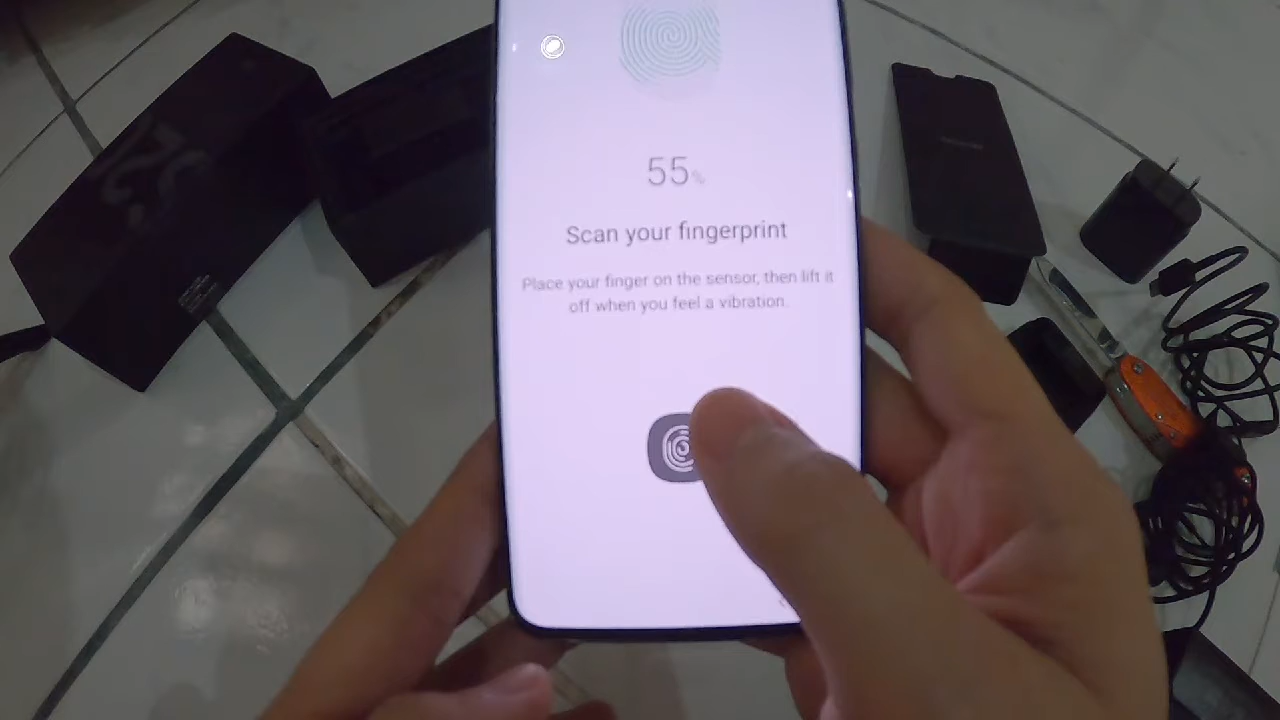 55%
Scan your fingerprint
Place your finger on the sensor, then lift it
off when you feel a vibration.